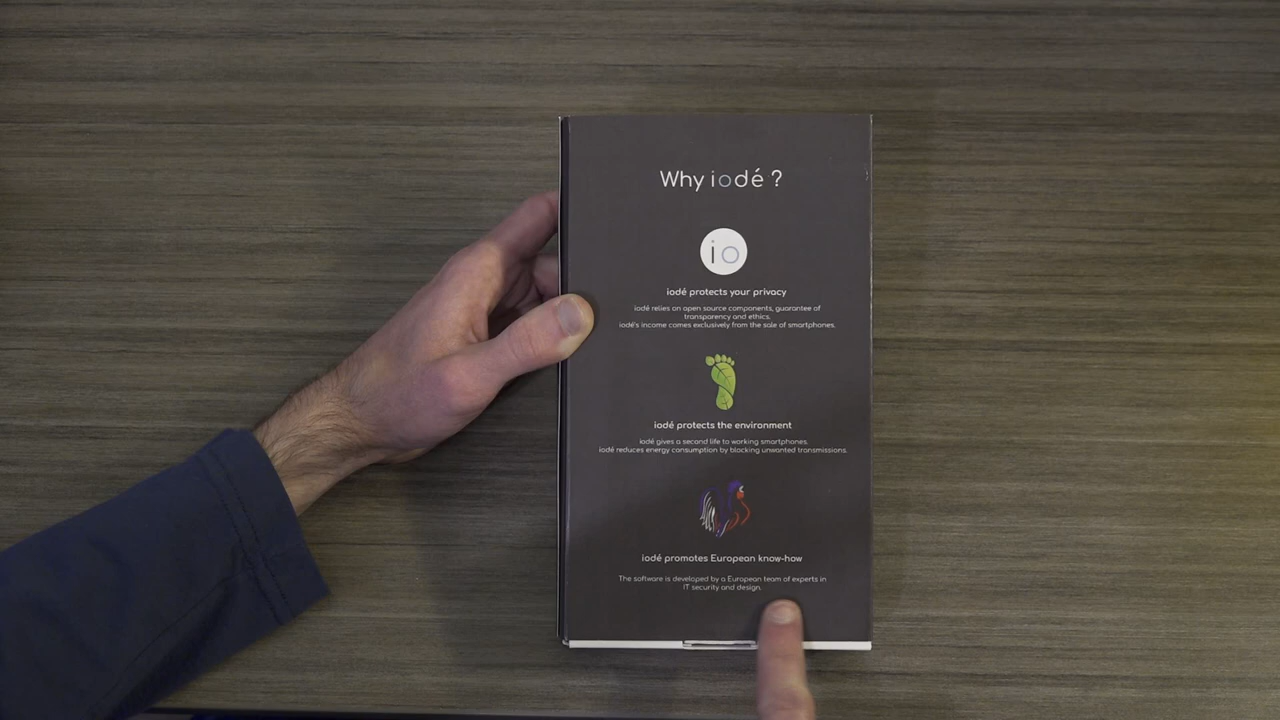 Why iodé ?
io
iodé protects your privacy
iodé relies on open source components, guarantee of
transparency and ethics.
iodé's income comes exclusively from the sale of smartphones.
iodé protects the environment
iodé gives a second life to working smartphones.
iodé reduces energy consumption by blocking unwanted transmissions.
iodé promotes European know-how
The software is developed by a European team of experts in
IT security and design.